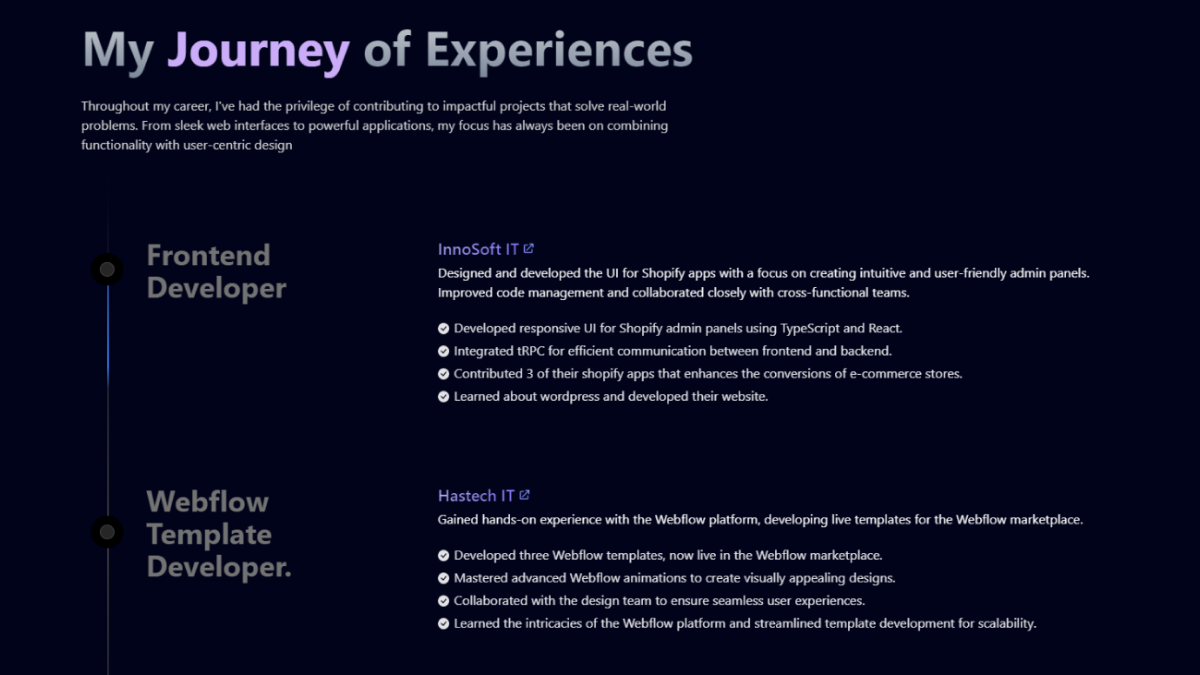 My Journey of Experiences
Throughout my career, I've had the privilege of contributing to impactful projects that solve real-world
problems. From sleek web interfaces to powerful applications, my focus has always been on combining
functionality with user-centric design
Frontend
Developer
InnoSoft IT
Designed and developed the UI for Shopify apps with a focus on creating intuitive and user-friendly admin panels.
Improved code management and collaborated closely with cross-functional teams.
Developed responsive UI for Shopify admin panels using TypeScript and React.
Integrated tRPC for efficient communication between frontend and backend.
Contributed 3 of their shopify apps that enhances the conversions of e-commerce stores.
Learned about wordpress and developed their website.
Webflow
Template
Developer.
Hastech IT
Gained hands-on experience with the Webflow platform, developing live templates for the Webflow marketplace.
Developed three Webflow templates, now live in the Webflow marketplace.
Mastered advanced Webflow animations to create visually appealing designs.
Collaborated with the design team to ensure seamless user experiences.
Learned the intricacies of the Webflow platform and streamlined template development for scalability.